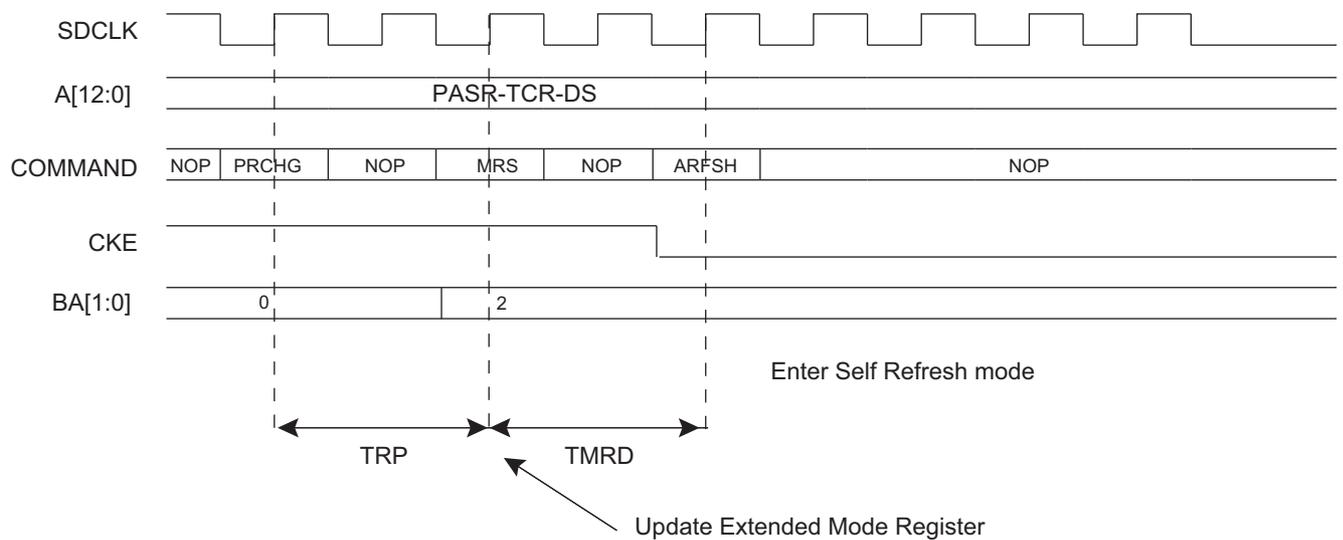 SDCLK
A[12:0] PASR-TCR-DS
COMMAND NOP PRCHG NOP MRS NOP ARFSH NOP
CKE
BA[1:0] 0 2
Enter Self Refresh mode
TRP TMRD
Update Extended Mode Register